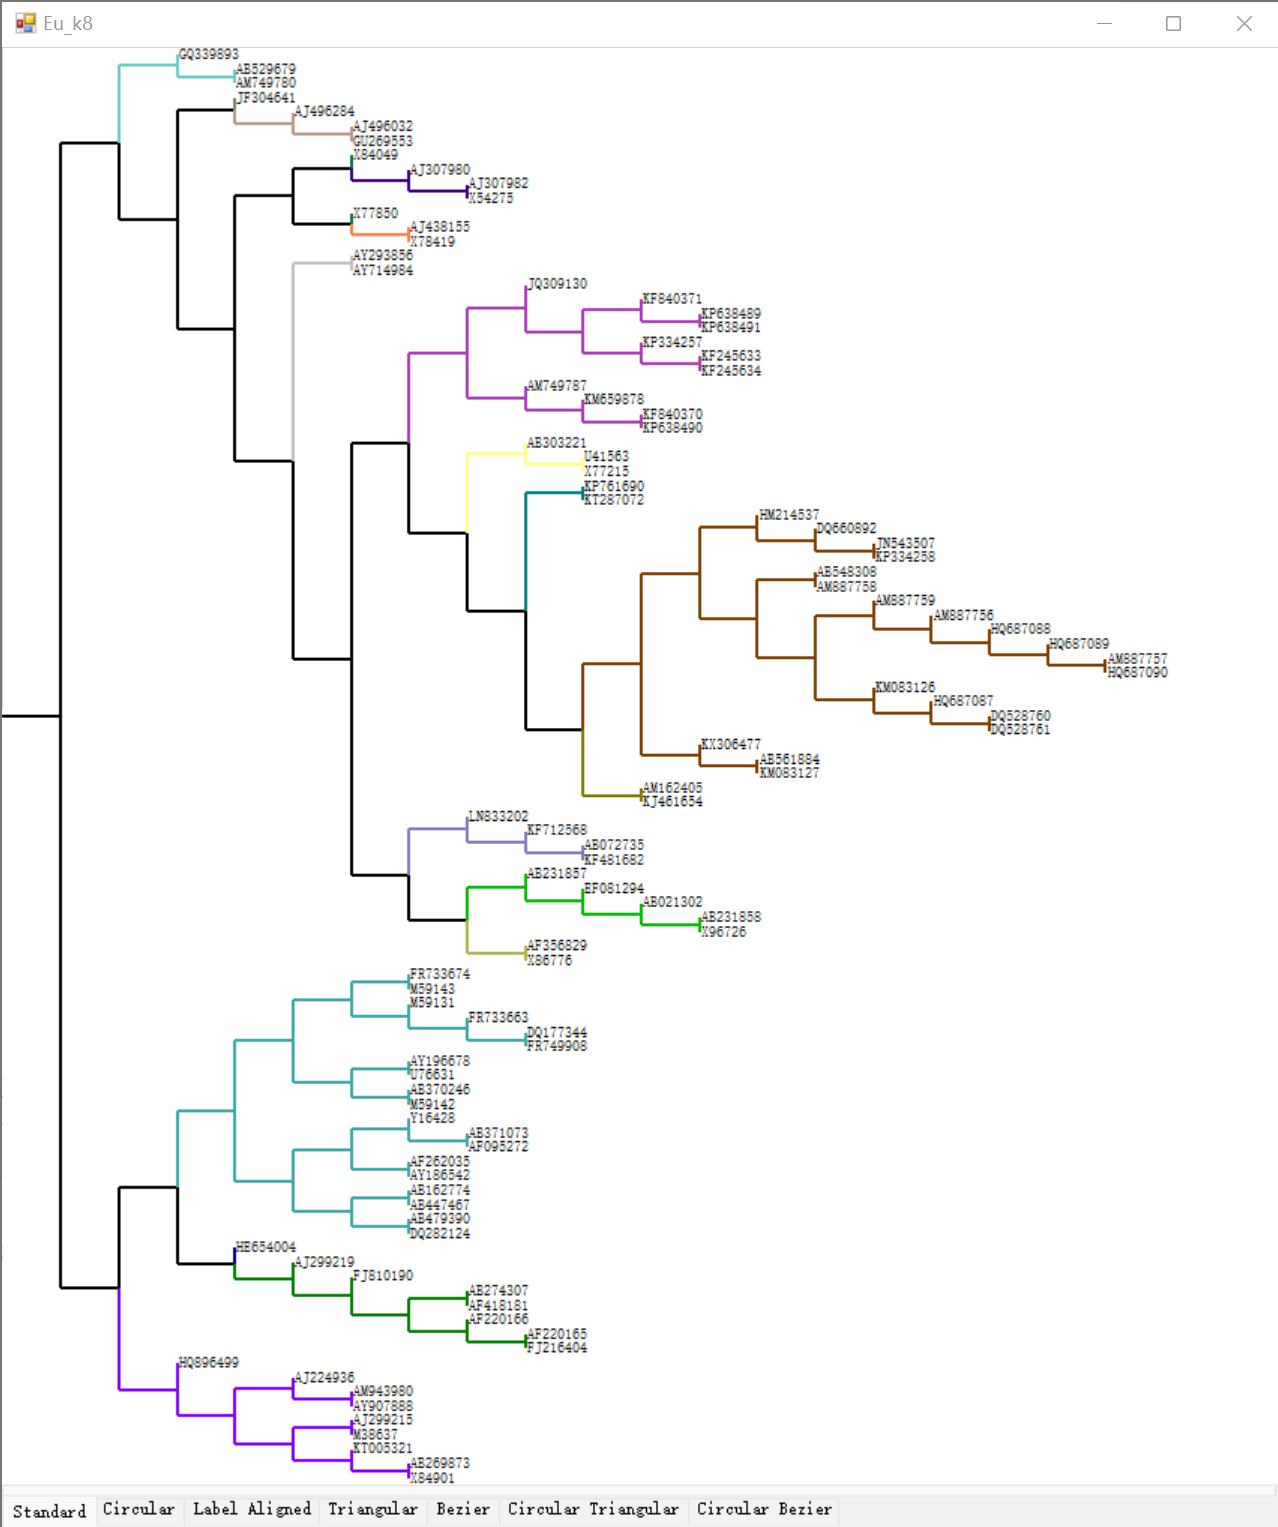 Eu_k8
GQ339893
AB529679
AM749780
JF304641
AJ496284
AJ496032
GU269553
X84049
AJ307980
AJ307982
X54275
X77850
AJ438155
X78419
AY293856
AY714984
JQ309130
KF840371
KP638489
KP638491
KP334257
KF245633
KF245634
AM749787
KM659878
KF840370
KP638490
AB303221
U41563
X77215
KP761690
KT287072
HM214537
DQ660892
JN543507
KP334258
AB548308
AM887758
AM887759
AM887756
HQ687088
HQ687089
AM887757
HQ687090
KM083126
HQ687087
DQ528760
DQ528761
KX306477
AB561884
KM083127
AM162405
KJ461654
LN833202
KF712568
AB072735
KF481682
AB231857
EF081294
AB021302
AB231858
X96726
AF356829
X86776
FR733674
M59143
M59131
FR733663
DQ177344
FR749908
AY196678
U76631
AB370246
M59142
Y16428
AB371073
AF095272
AF262035
AY186542
AB162774
AB447467
AB479390
DQ282124
HE654004
AJ299219
FJ810190
AB274307
AF418181
AF220166
AF220165
FJ216404
HQ896499
AJ224936
AM943980
AY907888
AJ299215
M38637
KT005321
AB269873
X84901
Standard Circular Label Aligned Triangular Bezier Circular Triangular Circular Bezier